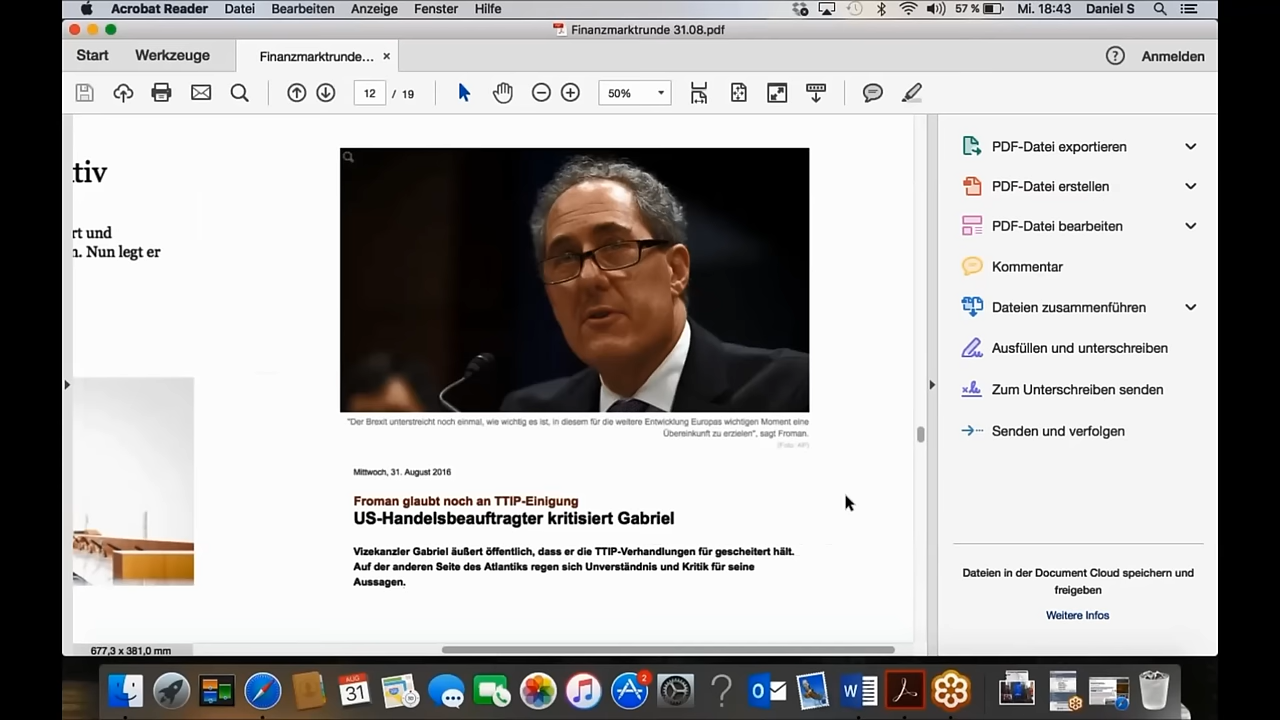 Acrobat Reader Datei Bearbeiten Anzeige Fenster Hilfe 57 % Mi. 18:43 Daniel S
Finanzmarktrunde 31.08.pdf
Start Werkzeuge Finanzmarktrunde... × Anmelden
12 / 19 50%
tiv
rt und
n. Nun legt er
"Der Brexit unterstreicht noch einmal, wie wichtig es ist, in diesem für die weitere Entwicklung Europas wichtigen Moment eine
Übereinkunft zu erzielen", sagt Froman.
(Foto: AP)
Mittwoch, 31. August 2016
Froman glaubt noch an TTIP-Einigung
US-Handelsbeauftragter kritisiert Gabriel
Vizekanzler Gabriel äußert öffentlich, dass er die TTIP-Verhandlungen für gescheitert hält.
Auf der anderen Seite des Atlantiks regen sich Unverständnis und Kritik für seine
Aussagen.
677,3 x 381,0 mm
PDF-Datei exportieren
PDF-Datei erstellen
PDF-Datei bearbeiten
Kommentar
Dateien zusammenführen
Ausfüllen und unterschreiben
Zum Unterschreiben senden
Senden und verfolgen
Dateien in der Document Cloud speichern und
freigeben
Weitere Infos
AUG
31
2